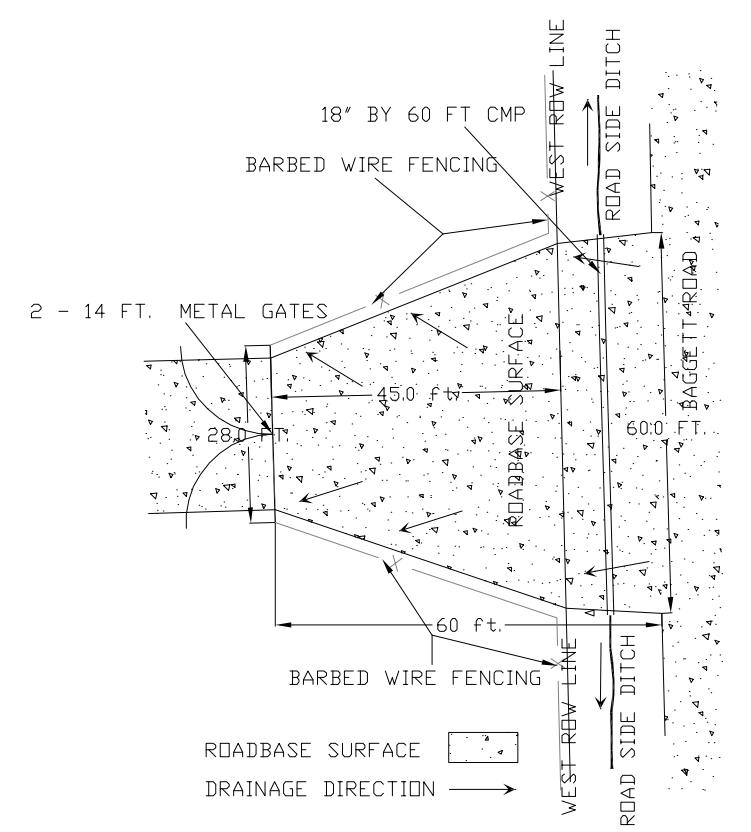 WEST ROW LINE
ROAD SIDE DITCH
18" BY 60 FT CMP
BARBED WIRE FENCING
2 - 14 FT. METAL GATES
ROADBASE SURFACE
BAGGETT ROAD
45.0 ft.
28.0 FT
60.0 FT.
60 ft.
BARBED WIRE FENCING
WEST ROW LINE
ROAD SIDE DITCH
ROADBASE SURFACE
DRAINAGE DIRECTION